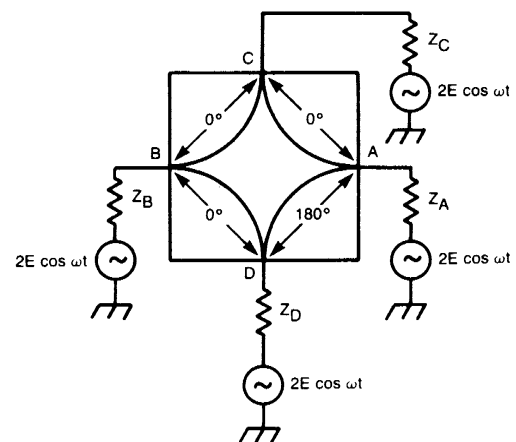 C
Z_C
2E cos ωt
0°
0°
B
A
Z_B
Z_A
0°
180°
2E cos ωt
2E cos ωt
D
Z_D
2E cos ωt